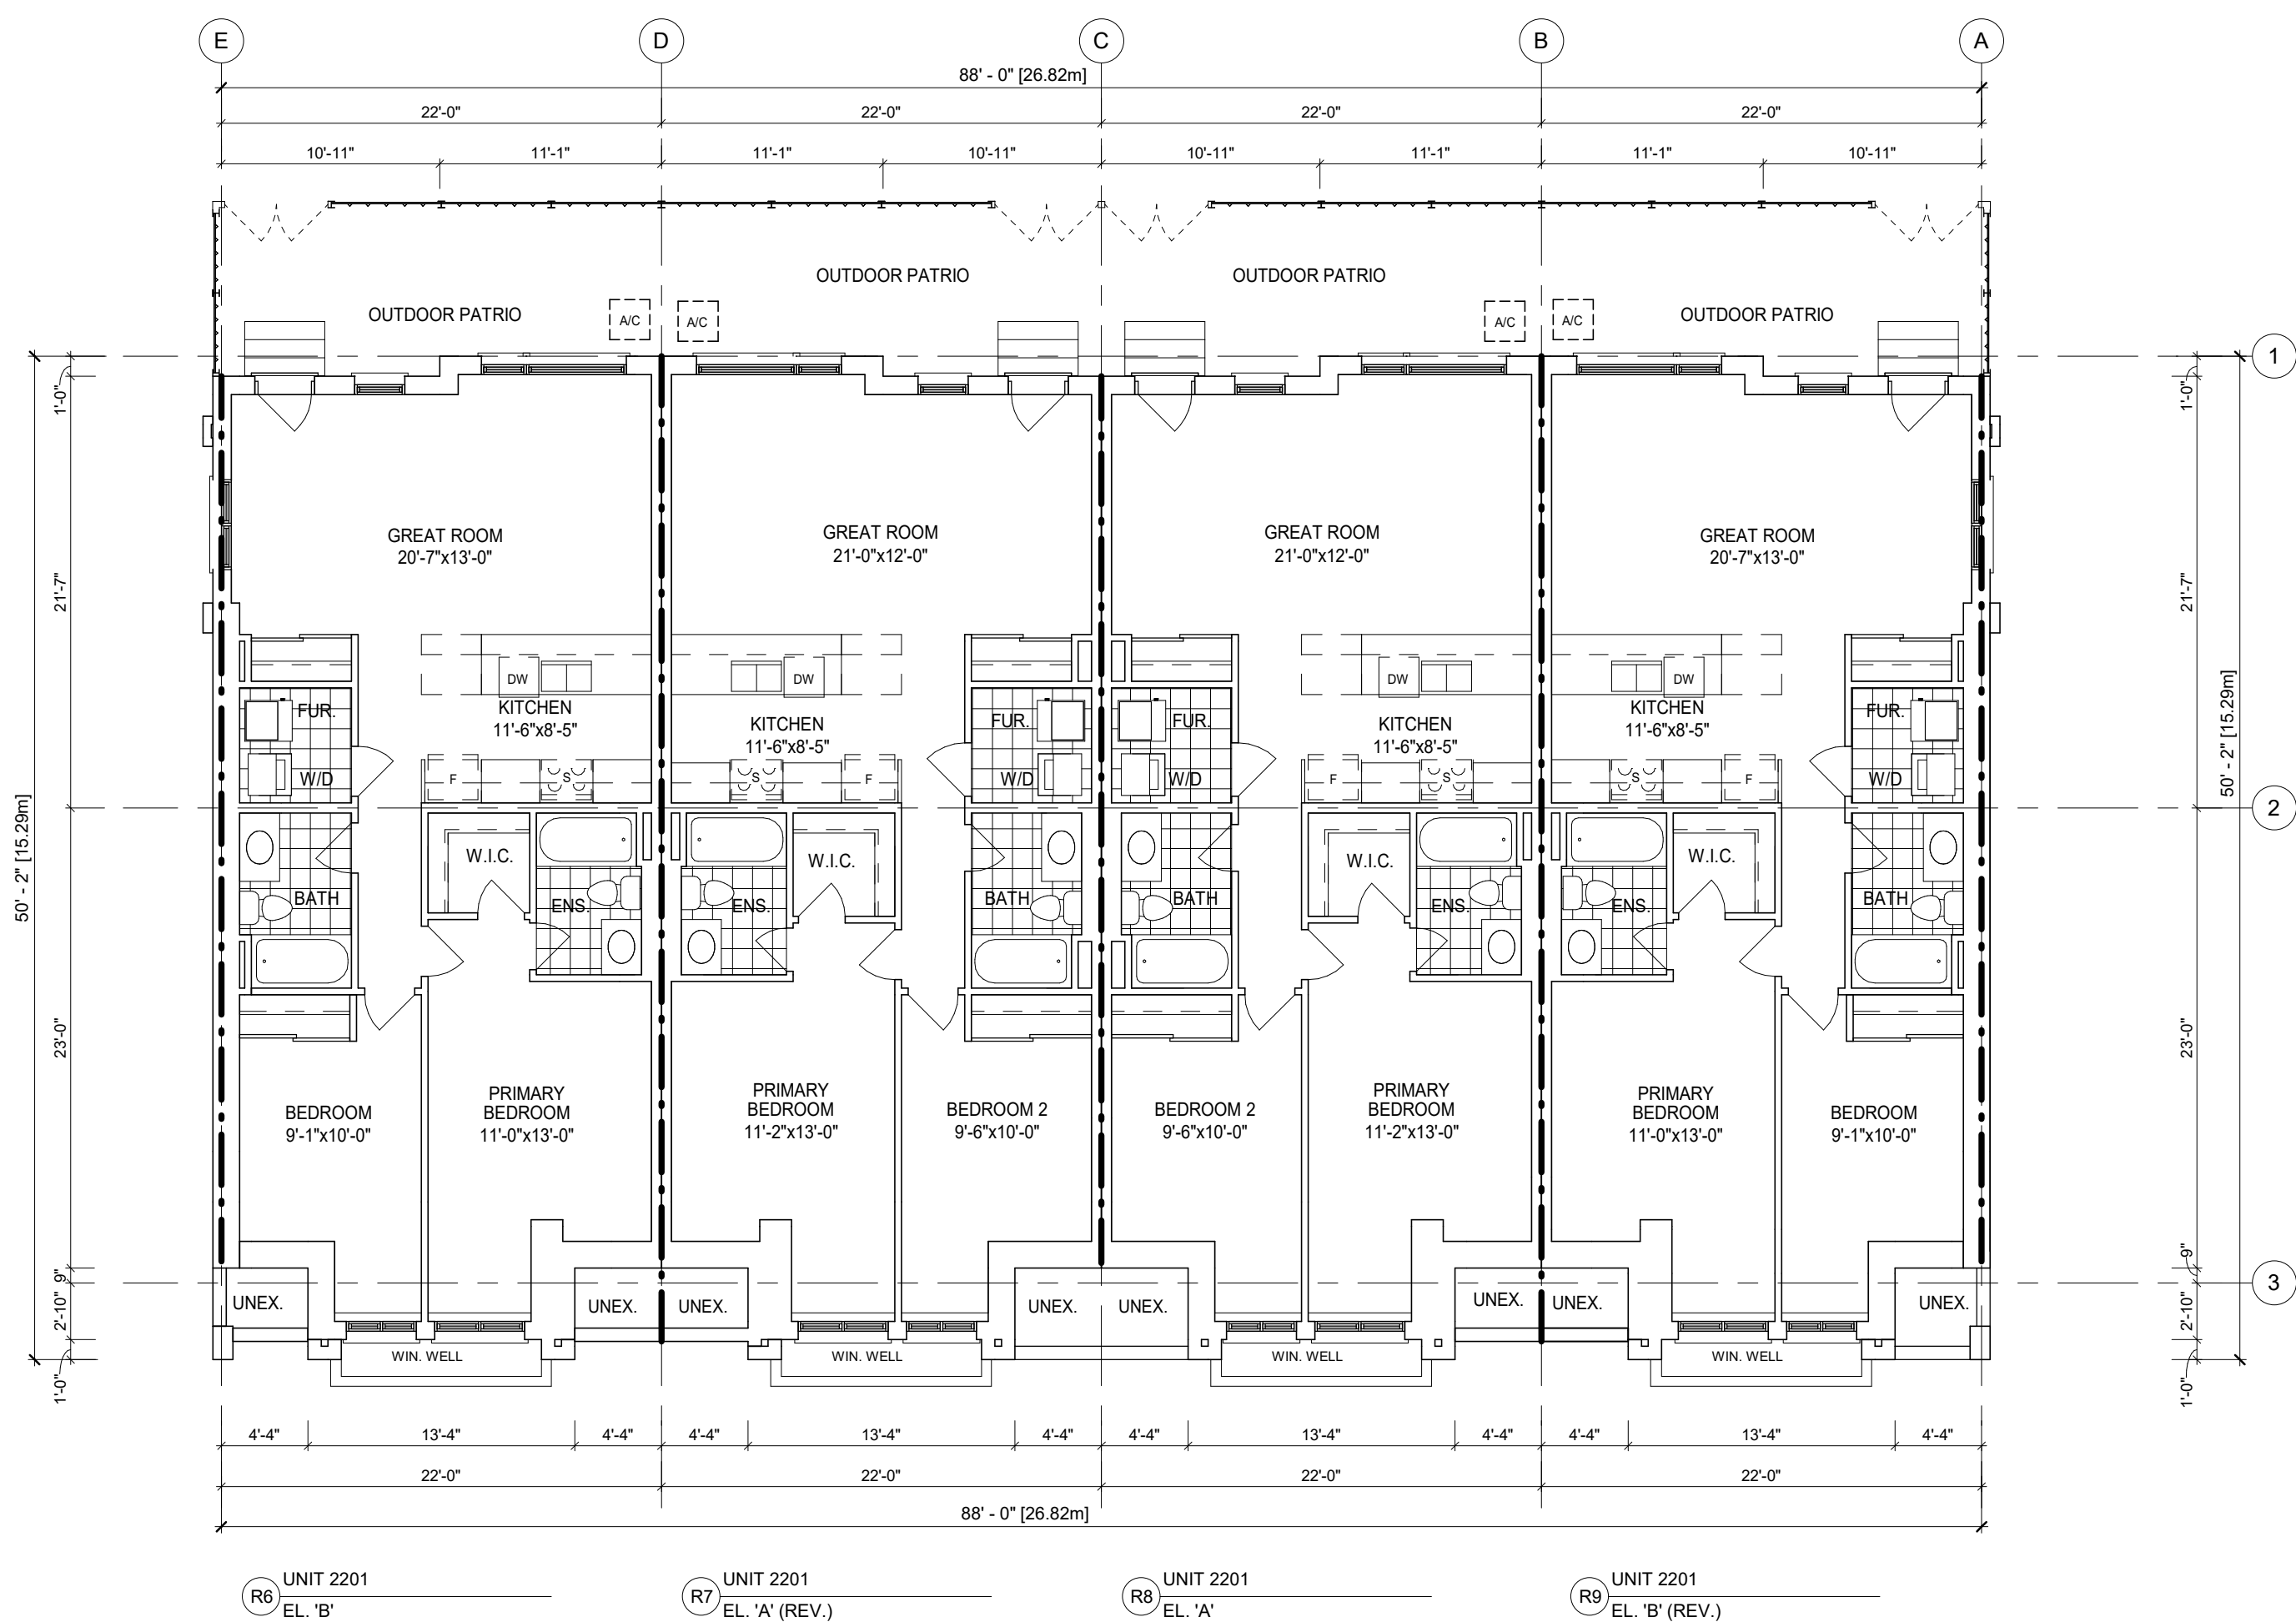 E D C B A
88' - 0" [26.82m]
22'-0" 22'-0" 22'-0" 22'-0"
10'-11" 11'-1" 11'-1" 10'-11" 10'-11" 11'-1" 11'-1" 10'-11"
OUTDOOR PATRIO OUTDOOR PATRIO
OUTDOOR PATRIO OUTDOOR PATRIO
A/C A/C A/C A/C
1
1'-0" 1'-0"
GREAT ROOM GREAT ROOM GREAT ROOM GREAT ROOM
20'-7"x13'-0" 21'-0"x12'-0" 21'-0"x12'-0" 20'-7"x13'-0"
21'-7" 21'-7"
DW DW DW DW
KITCHEN KITCHEN KITCHEN KITCHEN
11'-6"x8'-5" 11'-6"x8'-5" 11'-6"x8'-5" 11'-6"x8'-5"
FUR. FUR. FUR. FUR.
W/D W/D W/D W/D
F S S F F S S F
50' - 2" [15.29m] 50' - 2" [15.29m]
2
W.I.C. W.I.C. W.I.C. W.I.C.
BATH ENS. ENS. BATH BATH ENS. ENS. BATH
23'-0" 23'-0"
BEDROOM
9'-1"x10'-0"
PRIMARY
BEDROOM
11'-0"x13'-0"
PRIMARY
BEDROOM
11'-2"x13'-0"
BEDROOM 2
9'-6"x10'-0"
BEDROOM 2
9'-6"x10'-0"
PRIMARY
BEDROOM
11'-2"x13'-0"
PRIMARY
BEDROOM
11'-0"x13'-0"
BEDROOM
9'-1"x10'-0"
9" 9"
3
UNEX. UNEX. UNEX. UNEX. UNEX. UNEX. UNEX. UNEX.
2'-10" 2'-10"
WIN. WELL WIN. WELL WIN. WELL WIN. WELL
1'-0" 1'-0"
4'-4" 13'-4" 4'-4" 4'-4" 13'-4" 4'-4" 4'-4" 13'-4" 4'-4" 4'-4" 13'-4" 4'-4"
22'-0" 22'-0" 22'-0" 22'-0"
88' - 0" [26.82m]
R6 UNIT 2201
EL. 'B'
R7 UNIT 2201
EL. 'A' (REV.)
R8 UNIT 2201
EL. 'A'
R9 UNIT 2201
EL. 'B' (REV.)